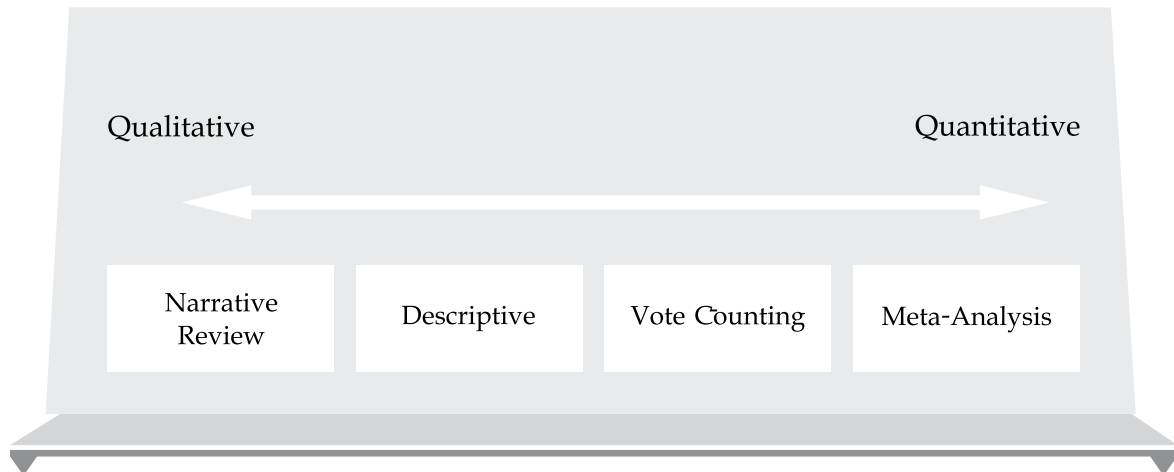 Qualitative
Quantitative
Narrative
Review
Descriptive
Vote Counting
Meta-Analysis